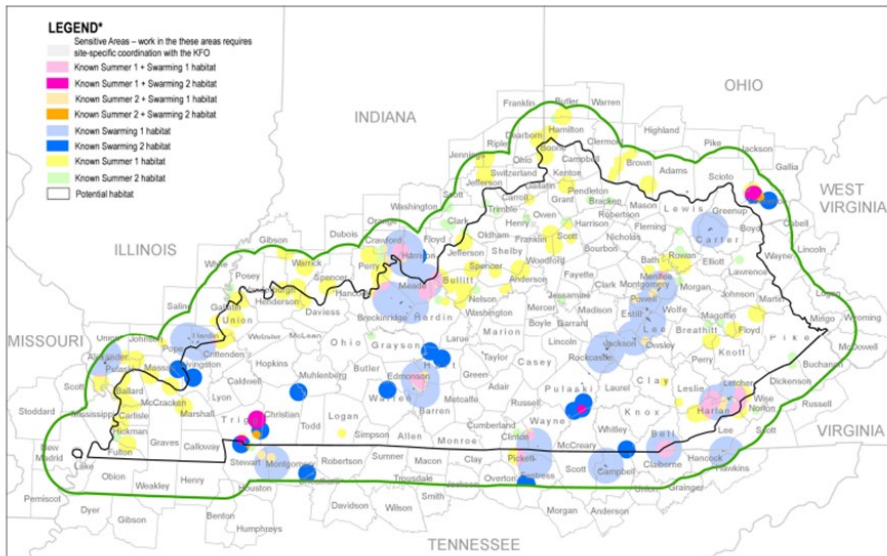 LEGEND*
Sensitive Areas – work in the these areas requires
site-specific coordination with the KFO
Known Summer 1 + Swarming 1 habitat
Known Summer 1 + Swarming 2 habitat
Known Summer 2 + Swarming 1 habitat
Known Summer 2 + Swarming 2 habitat
Known Swarming 1 habitat
Known Swarming 2 habitat
Known Summer 1 habitat
Known Summer 2 habitat
Potential habitat
OHIO
INDIANA
Franklin Butler Warren
Hamilton Highland
Dearborn Clermont
Ripley Boone Pike Jackson
Jennings Ohio Campbell Brown Adams Gallia
Switzerland Kenton Scioto
Jefferson Gallatin Pendleton
WEST
VIRGINIA
Scott Carroll Grant Bracken Mason Lewis Greenup
Washington Trimble Owen Robertson Boyd Cabell
Orange Clark Henry Harrison Fleming Carter
Dubois Crawford Floyd Oldham Nicholas Wayne Lincoln
ILLINOIS
Gibson Harrison Shelby Franklin Scott Bourbon Rowan Elliott
White Posey Warrick Perry Jefferson Woodford Bath Lawrence
Spencer Meade Bullitt Spencer Anderson Fayette Montgomery Menifee Morgan Logan
Saline Gallatin Henderson Hancock Nelson Clark Powell Johnson Martin
Union Daviess Breckinridge Hardin Washington Mercer Jessamine Madison Estill Wolfe Magoffin Mingo Wyoming
MISSOURI
Union Johnson Pope Hardin Webster McLean Ohio Grayson Larue Marion Boyle Garrard Lee Breathitt Floyd Pike McDowell
Alexander Pulaski Massac Livingston Crittenden Hopkins Muhlenberg Hart Taylor Casey Lincoln Jackson Owsley Knott Buchanan
Scott Ballard Caldwell Edmonson Green Rockcastle Perry
McCracken Lyon Warren Metcalfe Adair Pulaski Laurel Clay Leslie Letcher Dickenson
Stoddard Mississippi Carlisle Marshall Trigg Christian Todd Logan Barren Russell Knox Harlan Wise Norton Russell
Hickman Graves Calloway Simpson Allen Monroe Cumberland Clinton Wayne McCreary Whitley Bell Lee Scott
VIRGINIA
New
Madrid Lake Fulton Stewart Montgomery Robertson Sumner Macon Clay Pickett Fentress Scott Campbell Claiborne Hancock Hawkins
Obion Weakley Henry Houston Trousdale Jackson Overton Union Grainger
Pemiscot Benton Davidson Smith
Dyer Gibson Humphreys Wilson Morgan Anderson
TENNESSEE